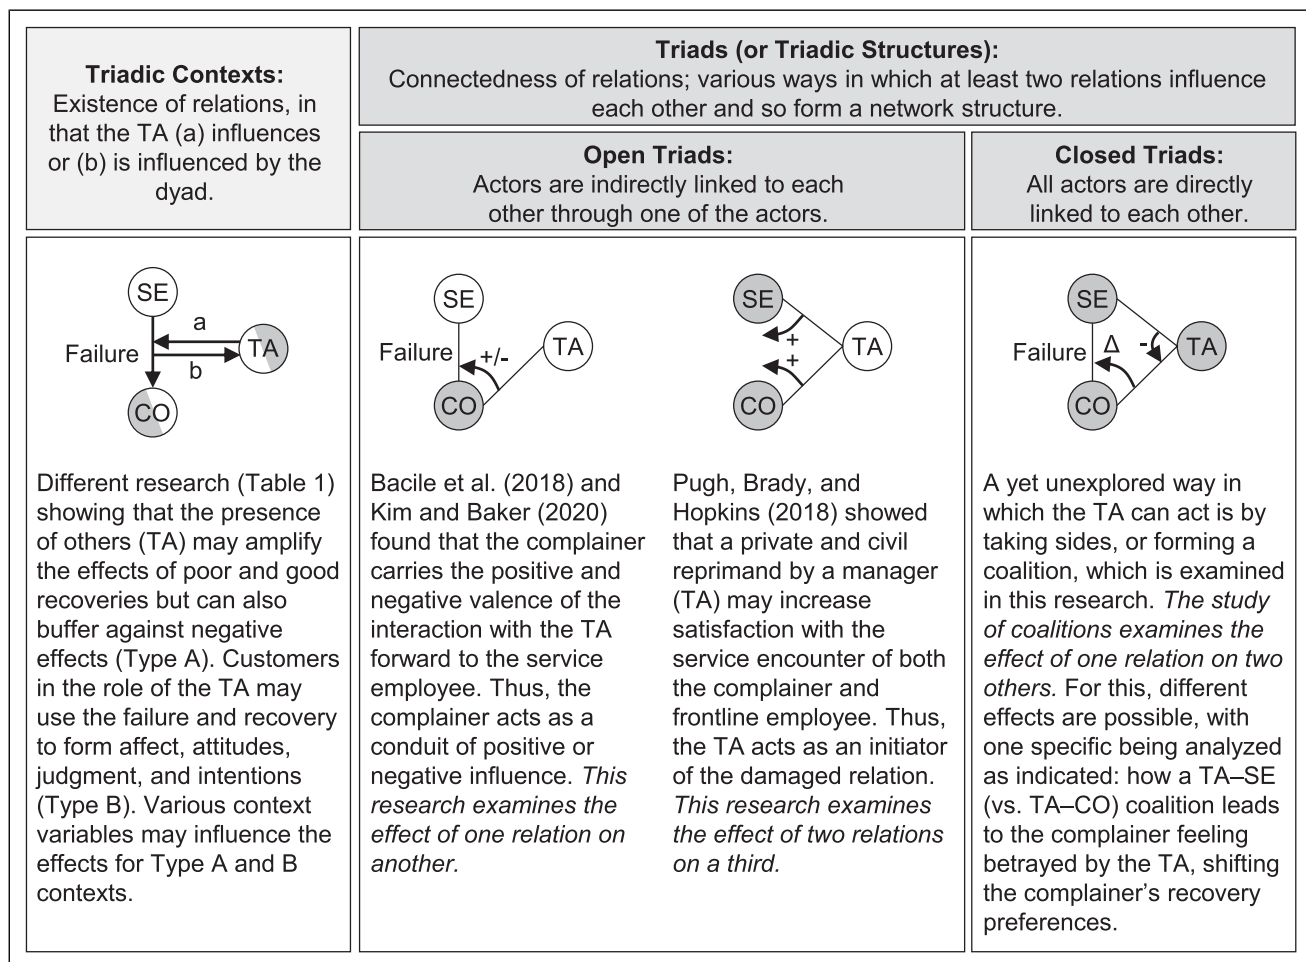 Triadic Contexts:
Existence of relations, in
that the TA (a) influences
or (b) is influenced by the
dyad.
Triads (or Triadic Structures):
Connectedness of relations; various ways in which at least two relations influence
each other and so form a network structure.
Open Triads:
Actors are indirectly linked to each
other through one of the actors.
Closed Triads:
All actors are directly
linked to each other.
SE
a
Failure
TA
b
CO
Different research (Table 1)
showing that the presence
of others (TA) may amplify
the effects of poor and good
recoveries but can also
buffer against negative
effects (Type A). Customers
in the role of the TA may
use the failure and recovery
to form affect, attitudes,
judgment, and intentions
(Type B). Various context
variables may influence the
effects for Type A and B
contexts.
SE
Failure
+/-
TA
CO
Bacile et al. (2018) and
Kim and Baker (2020)
found that the complainer
carries the positive and
negative valence of the
interaction with the TA
forward to the service
employee. Thus, the
complainer acts as a
conduit of positive or
negative influence. This
research examines the
effect of one relation on
another.
SE
+
TA
+
CO
Pugh, Brady, and
Hopkins (2018) showed
that a private and civil
reprimand by a manager
(TA) may increase
satisfaction with the
service encounter of both
the complainer and
frontline employee. Thus,
the TA acts as an initiator
of the damaged relation.
This research examines
the effect of two relations
on a third.
SE
Failure
Δ
-
TA
CO
A yet unexplored way in
which the TA can act is by
taking sides, or forming a
coalition, which is examined
in this research. The study
of coalitions examines the
effect of one relation on two
others. For this, different
effects are possible, with
one specific being analyzed
as indicated: how a TA–SE
(vs. TA–CO) coalition leads
to the complainer feeling
betrayed by the TA, shifting
the complainer’s recovery
preferences.